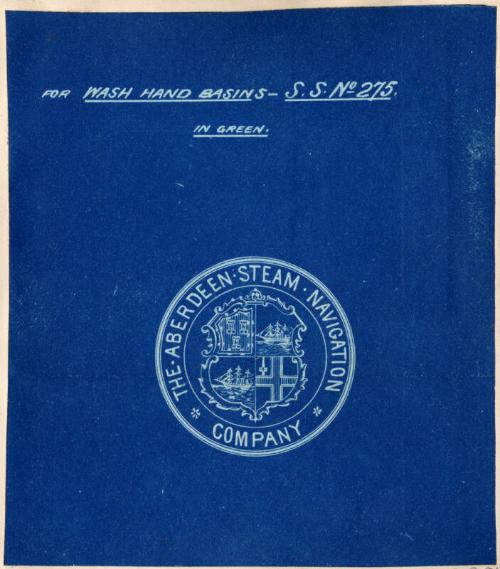 FOR WASH HAND BASINS – S.S. Nº 275.
IN GREEN.
THE · ABERDEEN · STEAM · NAVIGATION
COMPANY